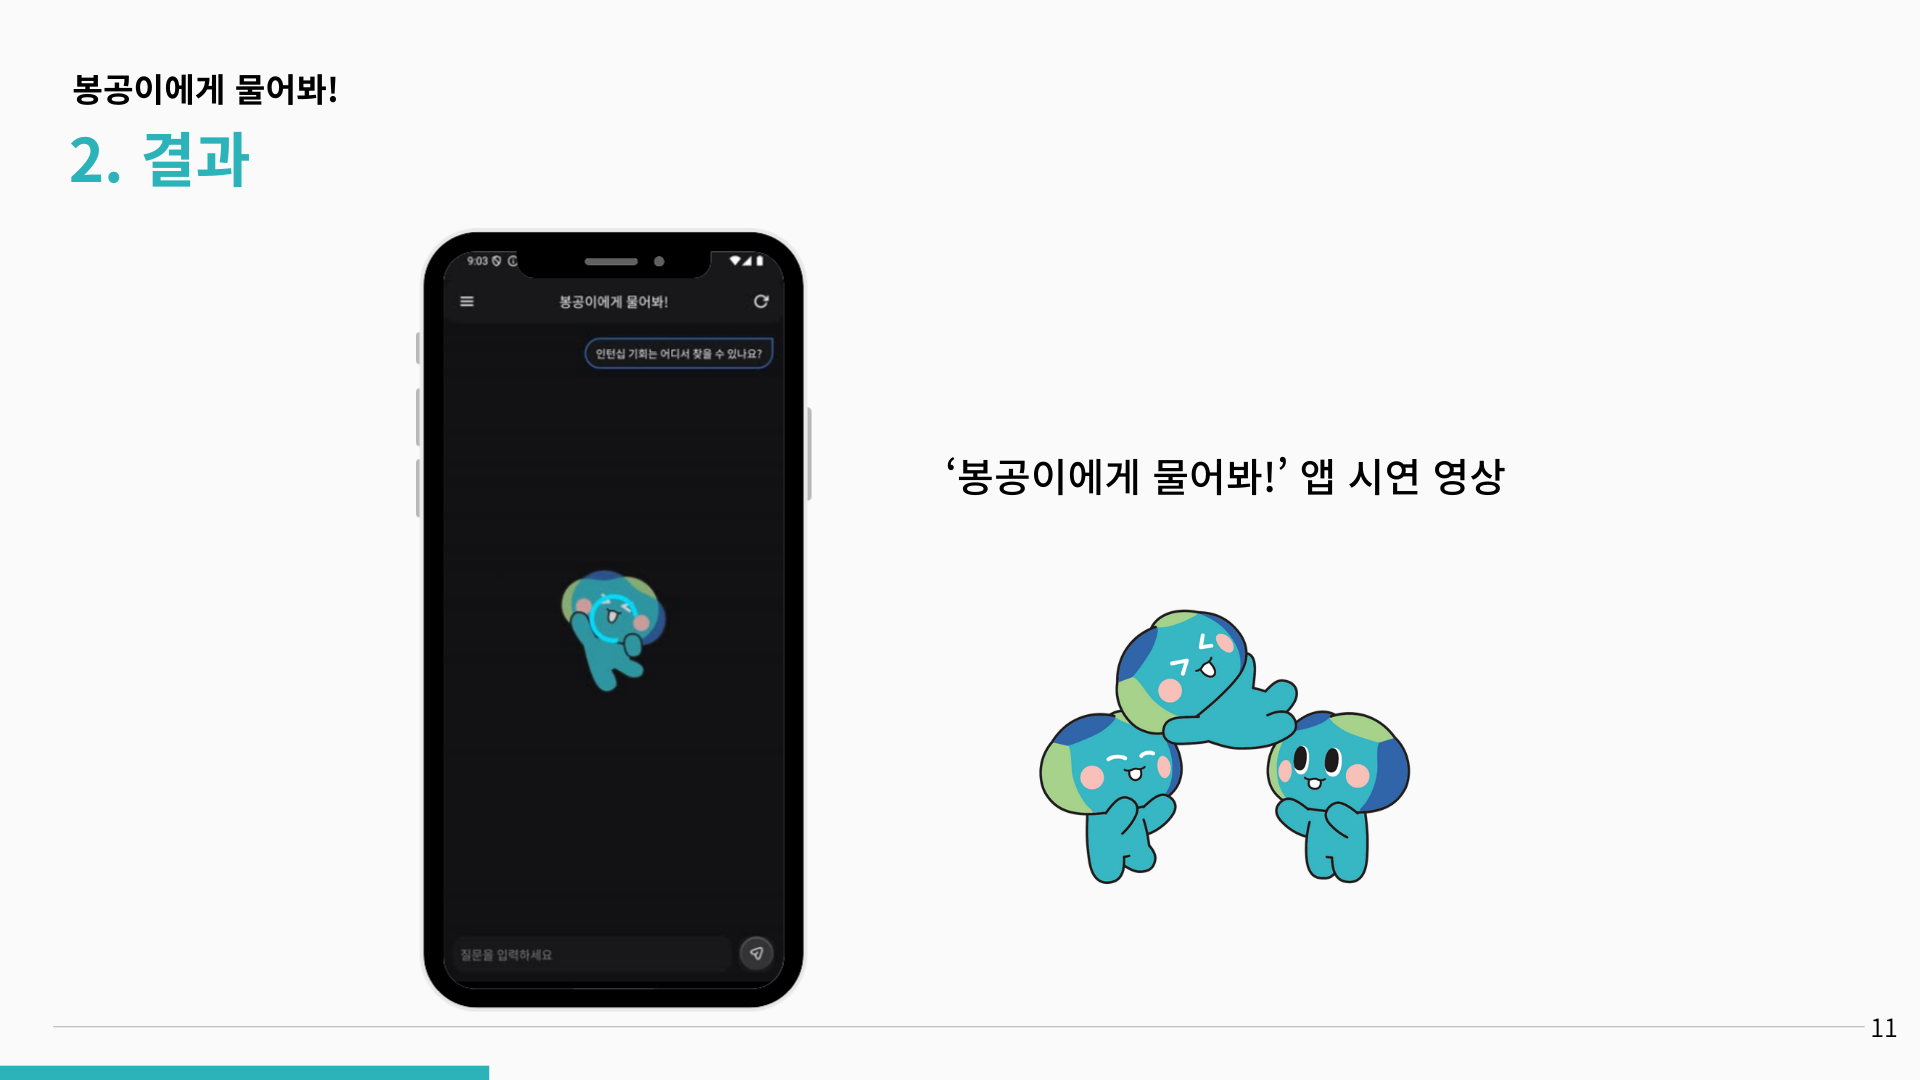 봉공이에게 물어봐!
2. 결과
9:03
봉공이에게 물어봐!
인턴십 기회는 어디서 찾을 수 있나요?
질문을 입력하세요
‘봉공이에게 물어봐!’ 앱 시연 영상
11